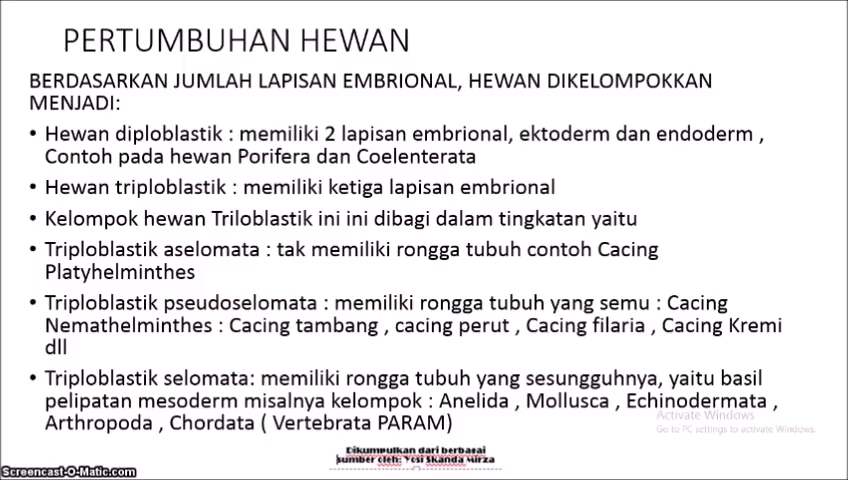 PERTUMBUHAN HEWAN
BERDASARKAN JUMLAH LAPISAN EMBRIONAL, HEWAN DIKELOMPOKKAN
MENJADI:
• Hewan diploblastik : memiliki 2 lapisan embrional, ektoderm dan endoderm ,
Contoh pada hewan Porifera dan Coelenterata
• Hewan triploblastik : memiliki ketiga lapisan embrional
• Kelompok hewan Triloblastik ini ini dibagi dalam tingkatan yaitu
• Triploblastik aselomata : tak memiliki rongga tubuh contoh Cacing
Platyhelminthes
• Triploblastik pseudoselomata : memiliki rongga tubuh yang semu : Cacing
Nemathelminthes : Cacing tambang , cacing perut , Cacing filaria , Cacing Kremi
dll
• Triploblastik selomata: memiliki rongga tubuh yang sesungguhnya, yaitu basil
pelipatan mesoderm misalnya kelompok : Anelida , Mollusca , Echinodermata ,
Arthropoda , Chordata ( Vertebrata PARAM)
Activate Windows
Go to PC settings to activate Windows.
Dikumpulkan dari berbagai
sumber oleh: Yosi Skanda Mirza
Screencast-O-Matic.com